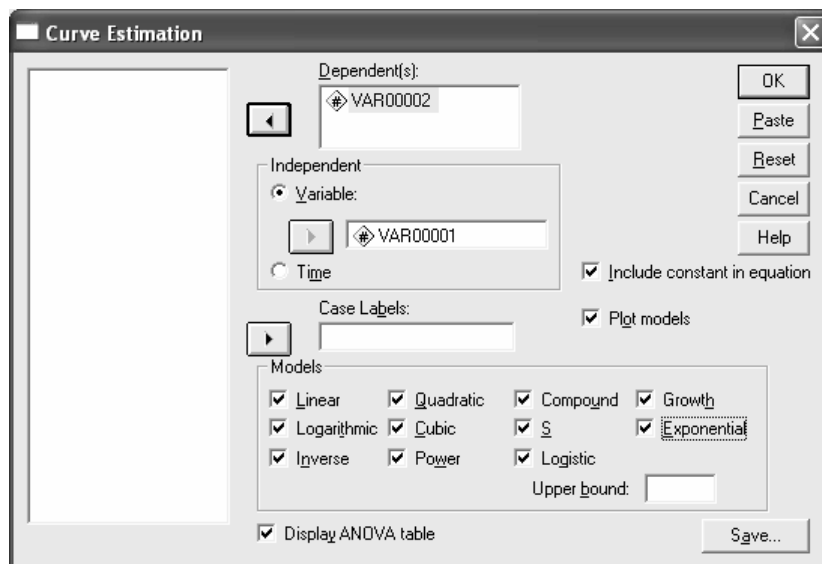 Curve Estimation
Dependent(s):
VAR00002
OK
Paste
Reset
Cancel
Help
Independent
Variable:
VAR00001
Time
Include constant in equation
Case Labels:
Plot models
Models
Linear Quadratic Compound Growth
Logarithmic Cubic S Exponential
Inverse Power Logistic
Upper bound:
Display ANOVA table
Save...